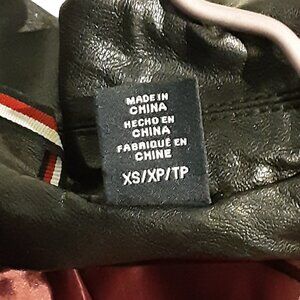 MADE IN
CHINA
HECHO EN
CHINA
FABRIQUÉ EN
CHINE
XS/XP/TP